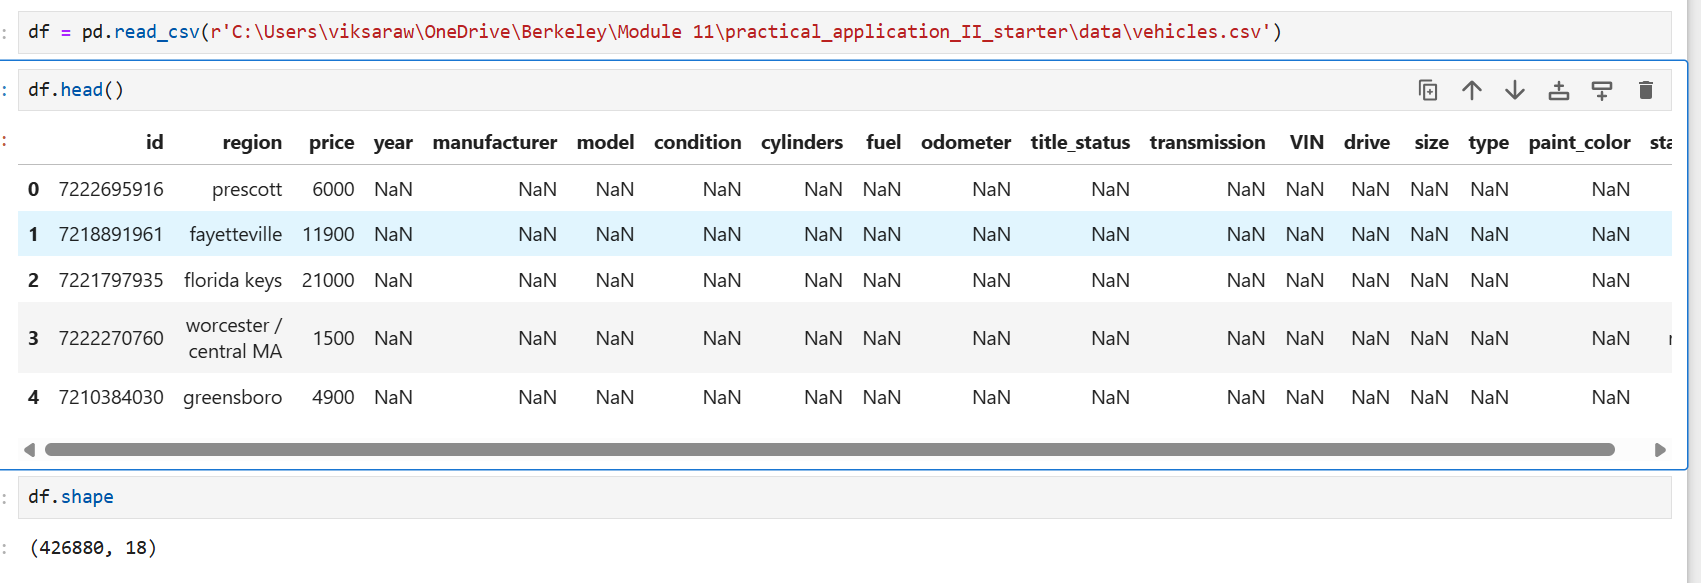 df = pd.read_csv(r'C:\Users\viksaraw\OneDrive\Berkeley\Module 11\practical_application_II_starter\data\vehicles.csv')
df.head()
id region price year manufacturer model condition cylinders fuel odometer title_status transmission VIN drive size type paint_color
0 7222695916 prescott 6000 NaN NaN NaN NaN NaN NaN NaN NaN NaN NaN NaN NaN NaN NaN
1 7218891961 fayetteville 11900 NaN NaN NaN NaN NaN NaN NaN NaN NaN NaN NaN NaN NaN NaN
2 7221797935 florida keys 21000 NaN NaN NaN NaN NaN NaN NaN NaN NaN NaN NaN NaN NaN NaN
worcester /
3 7222270760 central MA 1500 NaN NaN NaN NaN NaN NaN NaN NaN NaN NaN NaN NaN NaN NaN
4 7210384030 greensboro 4900 NaN NaN NaN NaN NaN NaN NaN NaN NaN NaN NaN NaN NaN NaN
df.shape
(426880, 18)